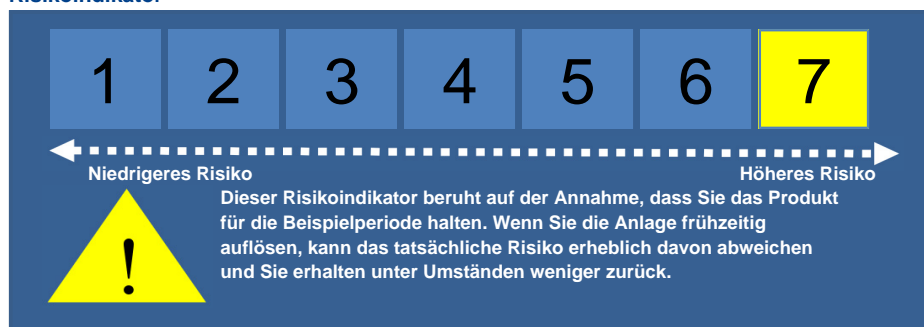 Risikoindikator
1 2 3 4 5 6 7
Niedrigeres Risiko Höheres Risiko
Dieser Risikoindikator beruht auf der Annahme, dass Sie das Produkt
für die Beispielperiode halten. Wenn Sie die Anlage frühzeitig
auflösen, kann das tatsächliche Risiko erheblich davon abweichen
und Sie erhalten unter Umständen weniger zurück.
!